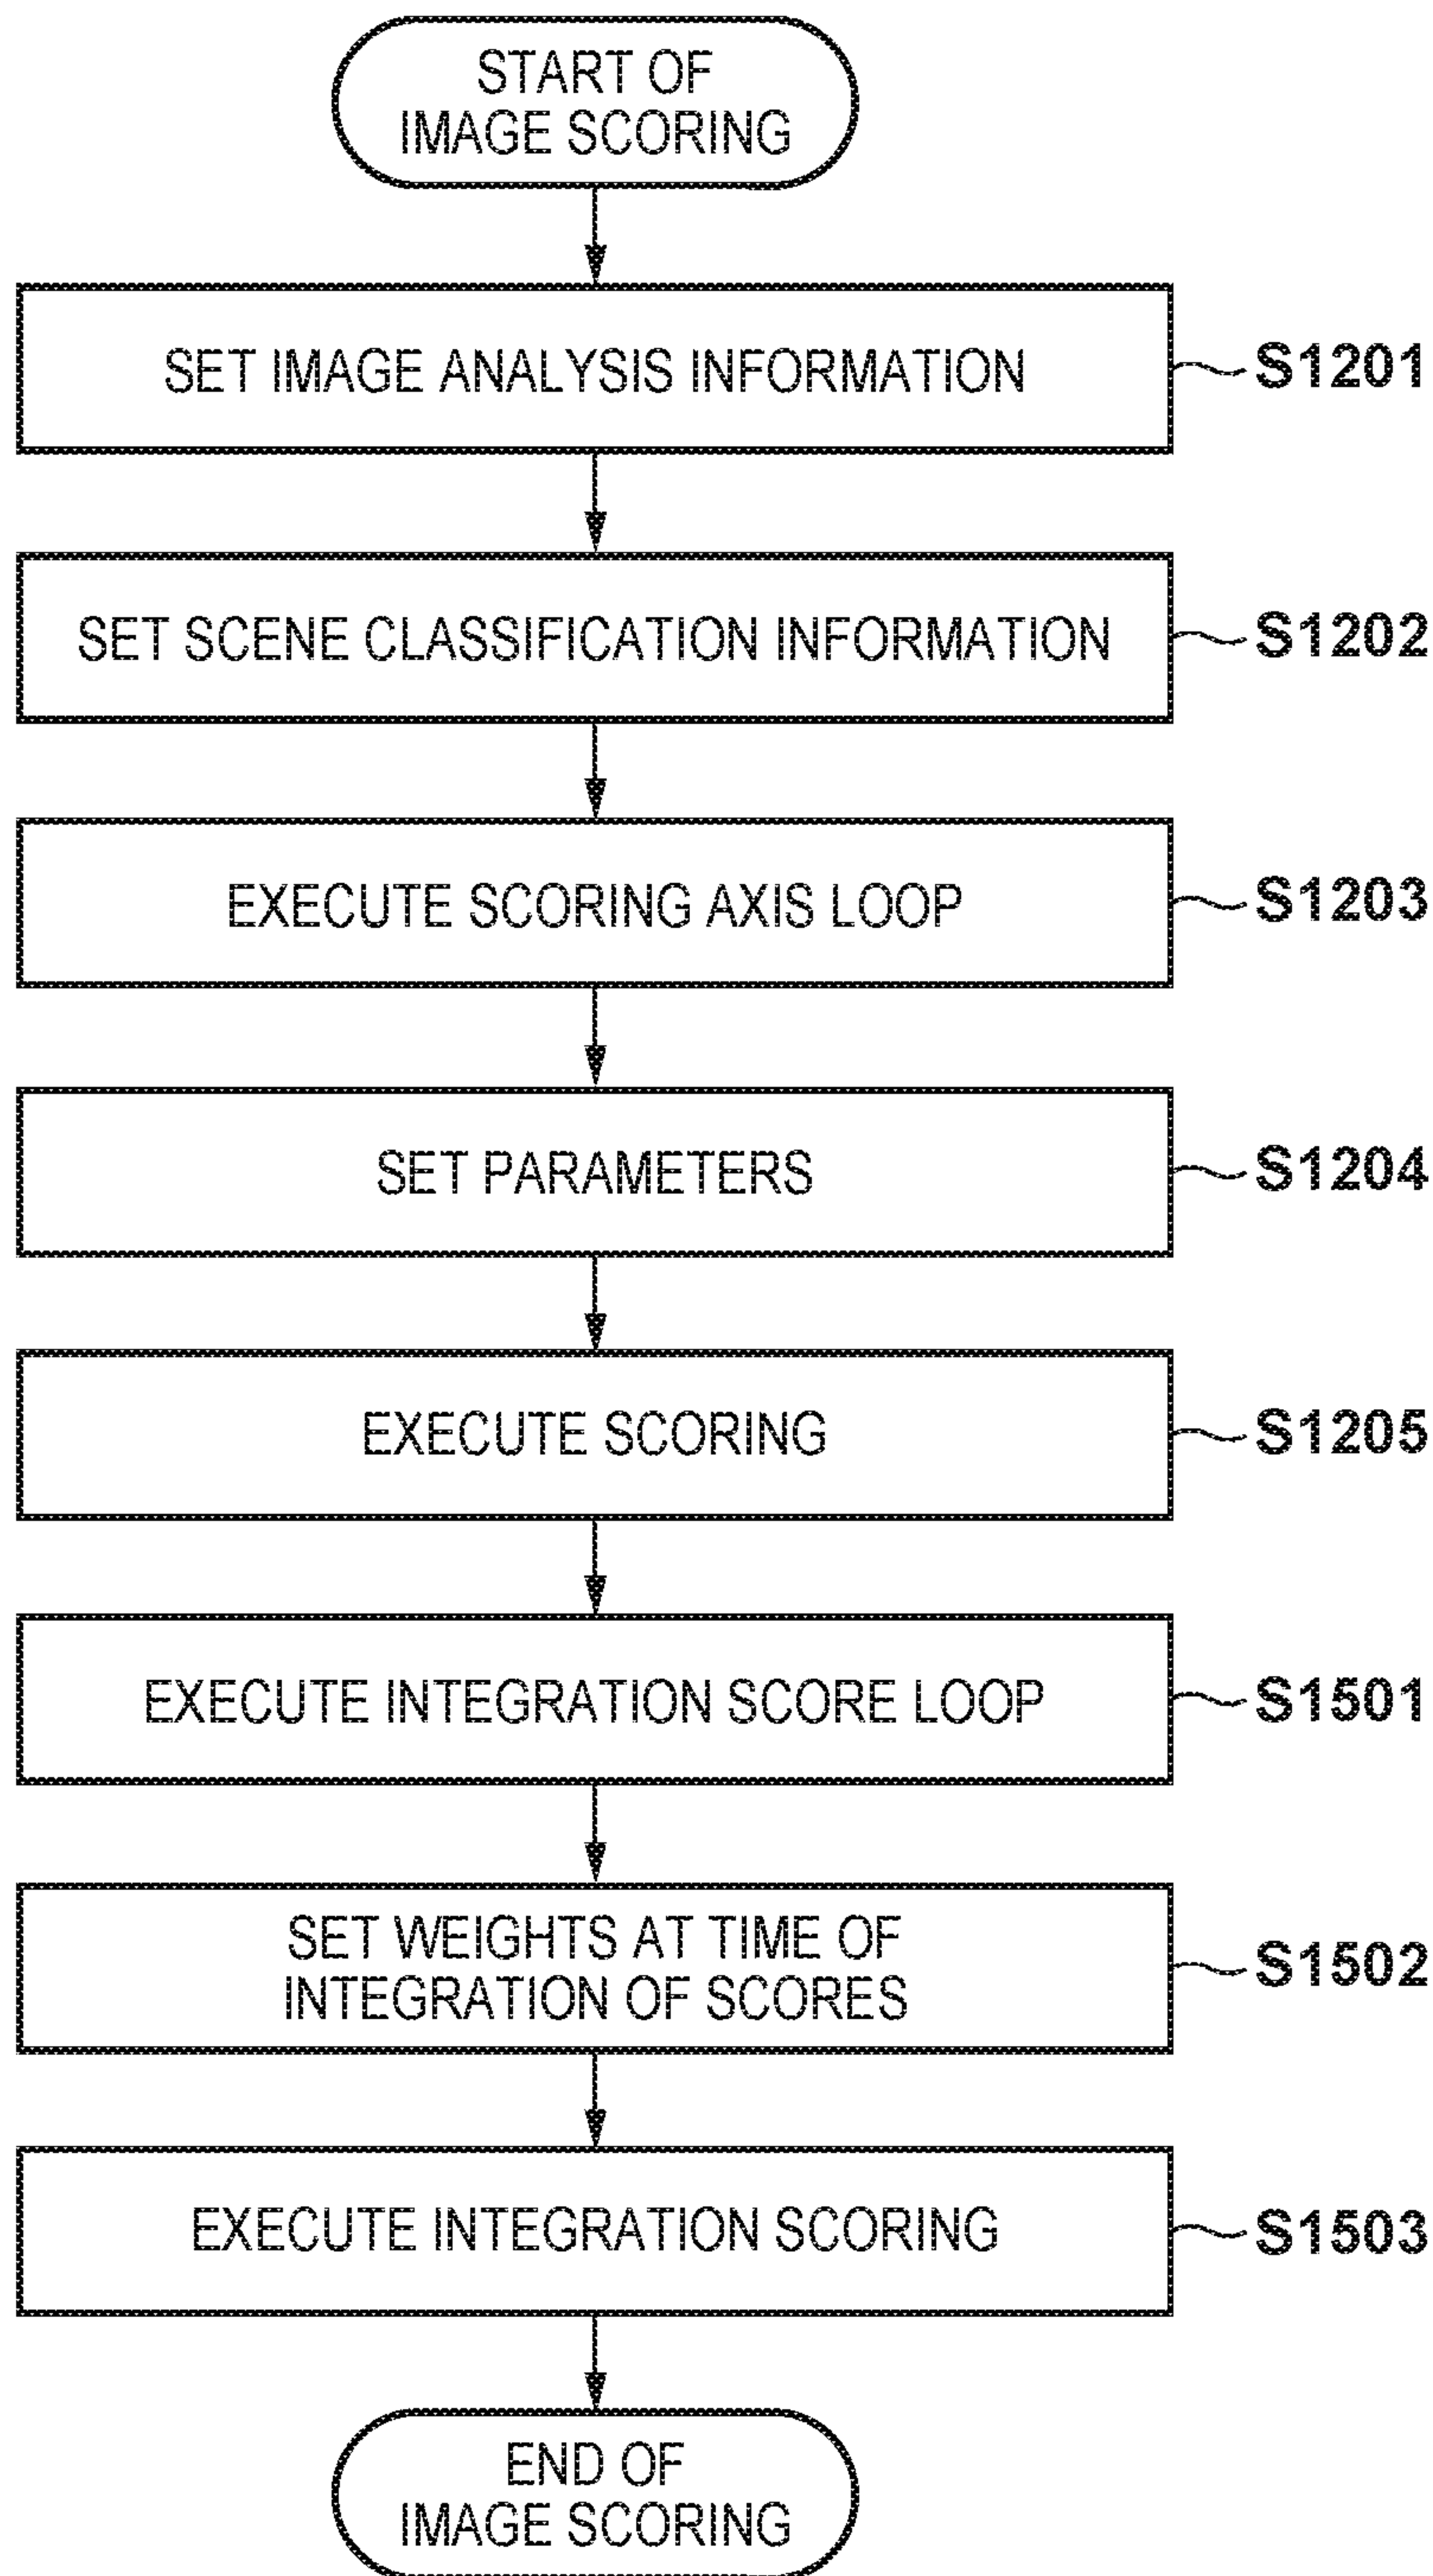 START OF
IMAGE SCORING
SET IMAGE ANALYSIS INFORMATION
S1201
SET SCENE CLASSIFICATION INFORMATION
S1202
EXECUTE SCORING AXIS LOOP
S1203
SET PARAMETERS
S1204
EXECUTE SCORING
S1205
EXECUTE INTEGRATION SCORE LOOP
S1501
SET WEIGHTS AT TIME OF
INTEGRATION OF SCORES
S1502
EXECUTE INTEGRATION SCORING
S1503
END OF
IMAGE SCORING